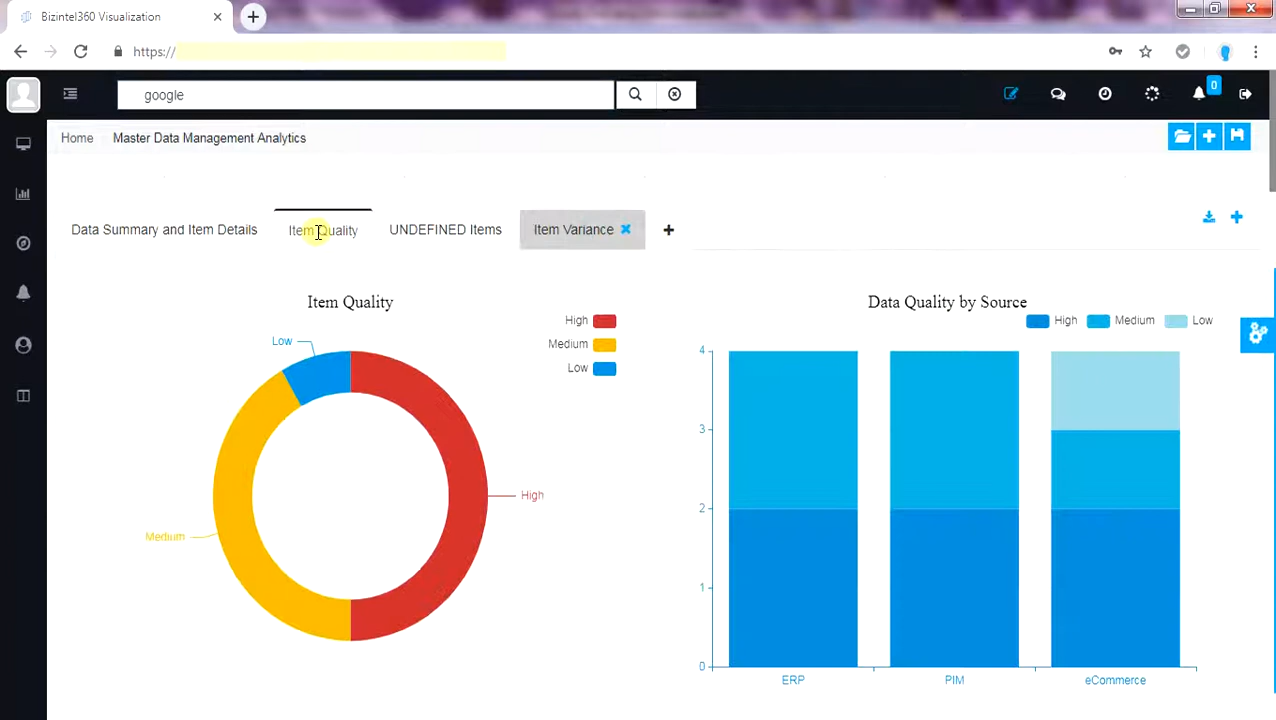 Bizintel360 Visualization
https://
google
0
Home Master Data Management Analytics
Data Summary and Item Details Item Quality UNDEFINED Items Item Variance
Item Quality
High
Medium
Low
Low
High
Medium
Data Quality by Source
High Medium Low
4
3
2
1
0
ERP PIM eCommerce